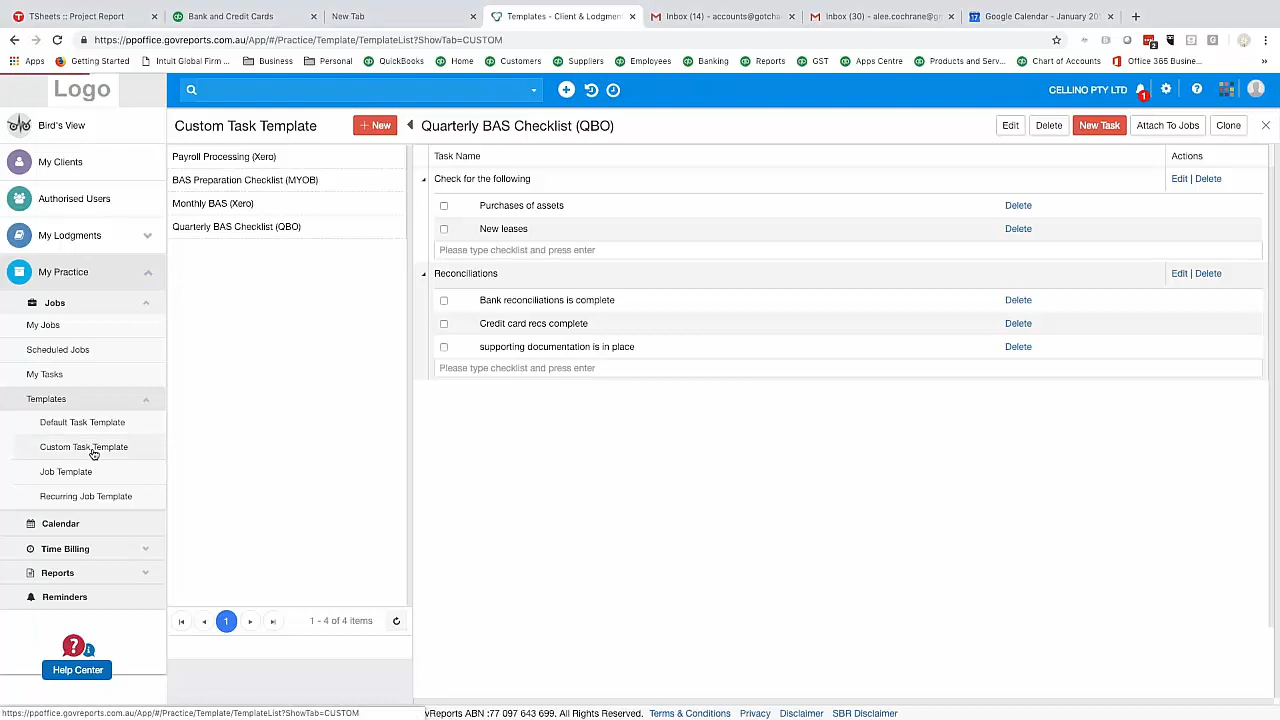 TSheets :: Project Report
Bank and Credit Cards
New Tab
Templates - Client & Lodgment
Inbox (14) - accounts@gotcha
Inbox (30) - alee.cochrane@gm
17 Google Calendar - January 20
https://ppoffice.govreports.com.au/App/#/Practice/Template/TemplateList?ShowTab=CUSTOM
2
Apps
Getting Started
Intuit Global Firm ...
Business
Personal
QuickBooks
Home
Customers
Suppliers
Employees
Banking
Reports
GST
Apps Centre
Products and Serv...
Chart of Accounts
Office 365 Busine...
»
Logo
CELLINO PTY LTD
1
Bird's View
My Clients
Authorised Users
My Lodgments
My Practice
Jobs
My Jobs
Scheduled Jobs
My Tasks
Templates
Default Task Template
Custom Task Template
Job Template
Recurring Job Template
Calendar
Time Billing
Reports
Reminders
Help Center
Custom Task Template
+ New
Payroll Processing (Xero)
BAS Preparation Checklist (MYOB)
Monthly BAS (Xero)
Quarterly BAS Checklist (QBO)
1
1 - 4 of 4 items
Quarterly BAS Checklist (QBO)
Edit
Delete
New Task
Attach To Jobs
Clone
Task Name
Actions
Check for the following
Edit | Delete
Purchases of assets
Delete
New leases
Delete
Please type checklist and press enter
Reconciliations
Edit | Delete
Bank reconciliations is complete
Delete
Credit card recs complete
Delete
supporting documentation is in place
Delete
Please type checklist and press enter
https://ppoffice.govreports.com.au/App/#/Practice/Template/TemplateList?ShowTab=CUSTOM
vReports ABN :77 097 643 699. All Rights Reserved.
Terms & Conditions
Privacy
Disclaimer
SBR Disclaimer